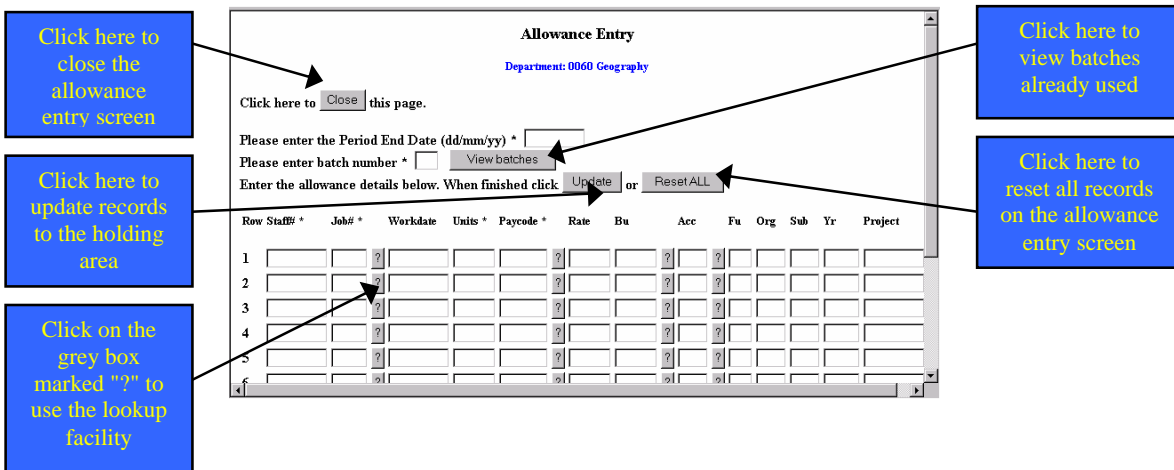 Click here to
close the
allowance
entry screen
Click here to
update records
to the holding
area
Click on the
grey box
marked "?" to
use the lookup
facility
Allowance Entry
Department: 0060 Geography
Click here to Close this page.
Please enter the Period End Date (dd/mm/yy) *
Please enter batch number * View batches
Enter the allowance details below. When finished click Update or Reset ALL
Row Staff# * Job# * Workdate Units * Paycode * Rate Bu Acc Fu Org Sub Yr Project
1 ? ? ? ?
2 ? ? ? ?
3 ? ? ? ?
4 ? ? ? ?
5 ? ? ? ?
6 ? ? ? ?
Click here to
view batches
already used
Click here to
reset all records
on the allowance
entry screen